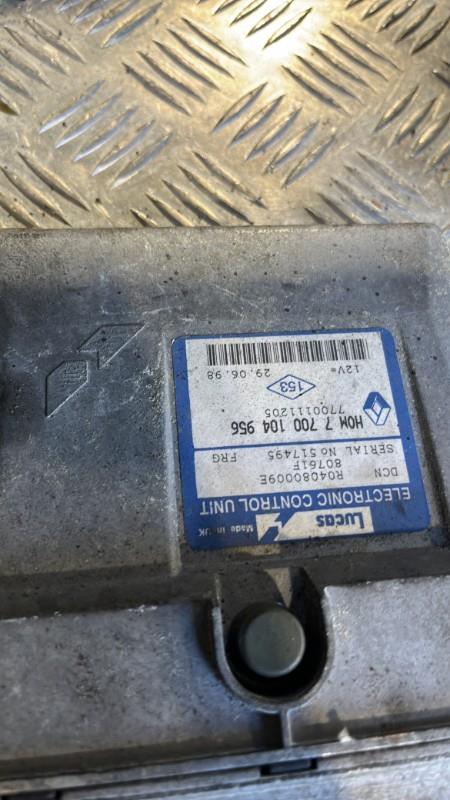 Lucas
Made in UK
ELECTRONIC CONTROL UNIT
DCN R04080009E
80761F
SERIAL No 517495 FRG
HOM 7 700 104 956
7700111205
153
12V= 29.06.98